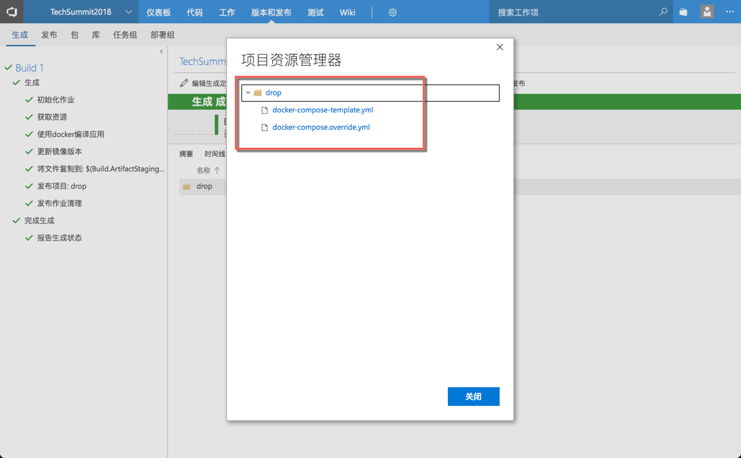 TechSummit2018 仪表板 代码 工作 版本和发布 测试 Wiki 搜索工作项
生成 发布 包 库 任务组 部署组
Build 1
生成
初始化作业
获取资源
使用docker编译应用
更新镜像版本
将文件复制到: $(Build.ArtifactStaging...
发布项目: drop
发布作业清理
完成生成
报告生成状态
TechSumm
编辑生成定
发布
生成 成
摘要 时间线
名称
drop
项目资源管理器
drop
docker-compose-template.yml
docker-compose.override.yml
关闭